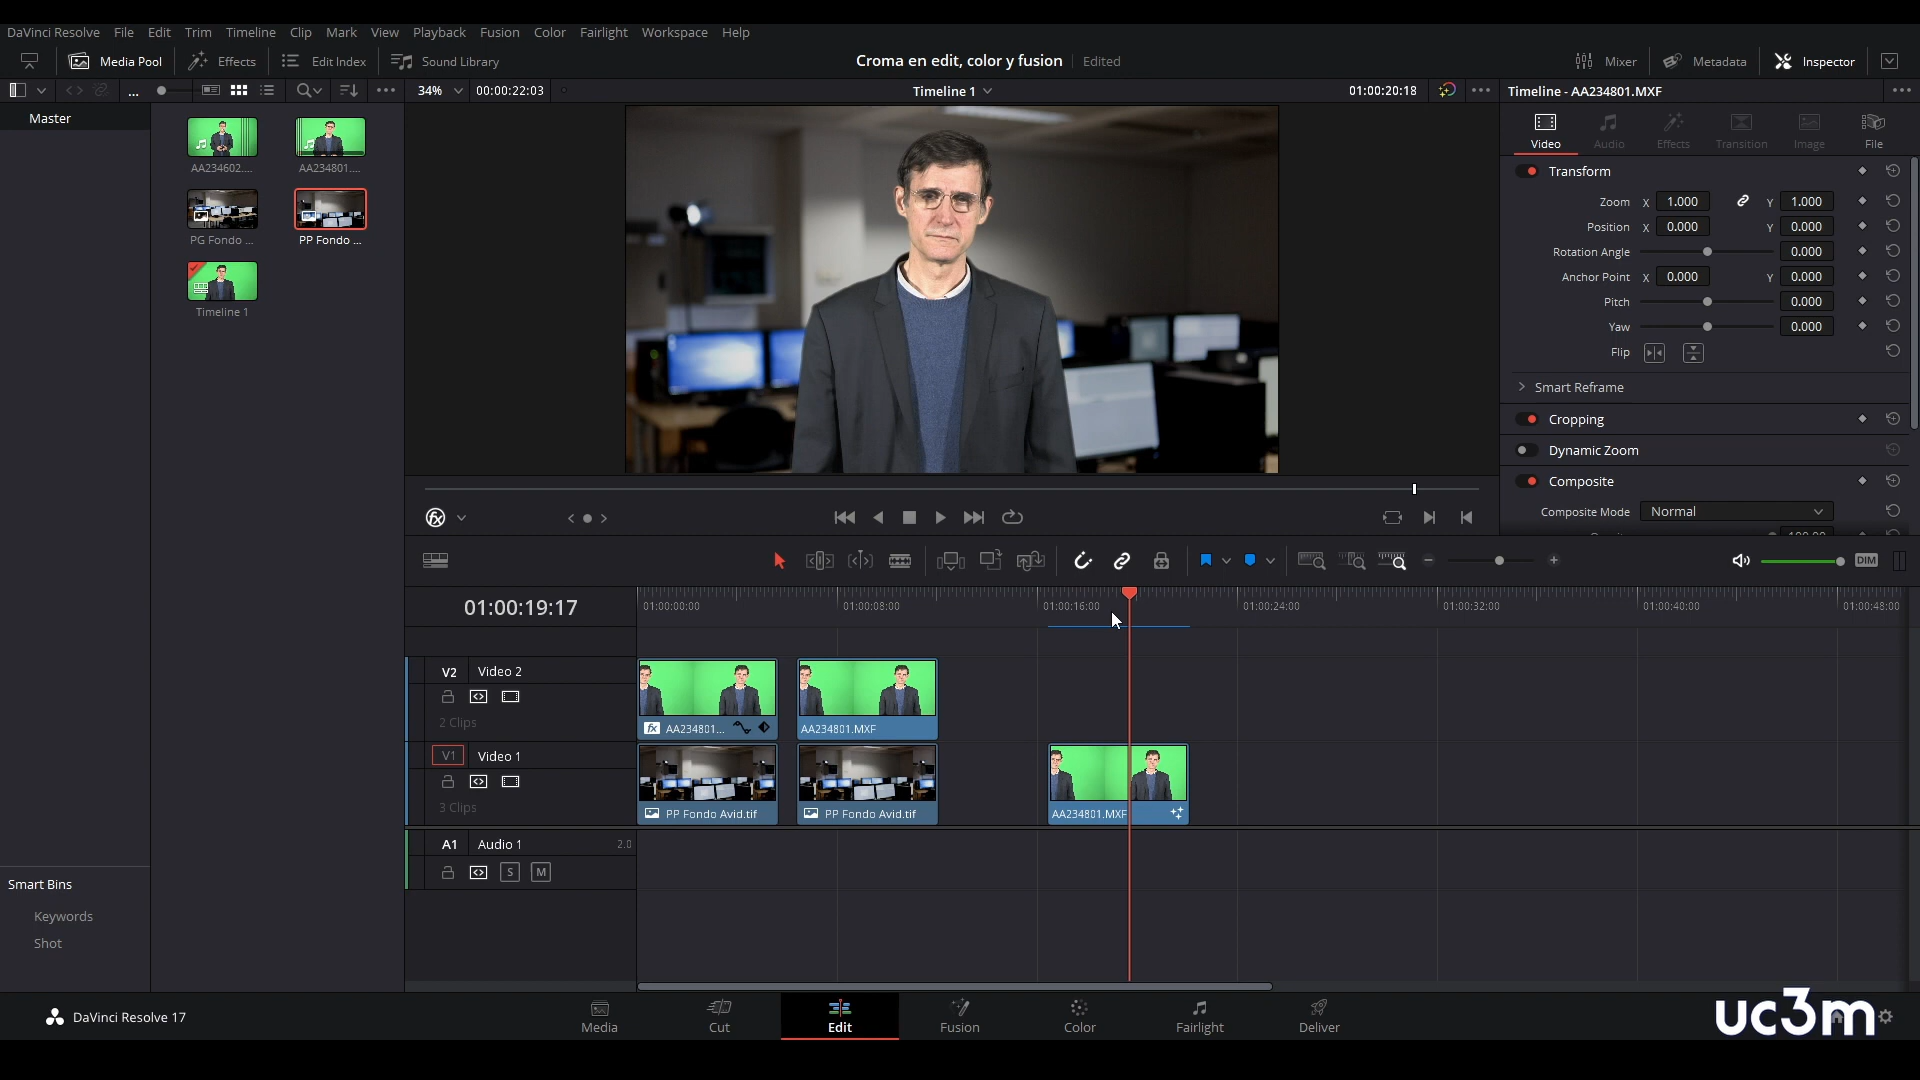 DaVinci Resolve File Edit Trim Timeline Clip Mark View Playback Fusion Color Fairlight Workspace Help
Media Pool Effects Edit Index Sound Library Croma en edit, color y fusion Edited Mixer Metadata Inspector
34% 00:00:22:03 Timeline 1 01:00:20:18 Timeline - AA234801.MXF
Master
AA234602.... AA234801....
PG Fondo ... PP Fondo ...
Timeline 1
Smart Bins
Keywords
Shot
Video Audio Effects Transition Image File
Transform
Zoom X 1.000 Y 1.000
Position X 0.000 Y 0.000
Rotation Angle 0.000
Anchor Point X 0.000 Y 0.000
Pitch 0.000
Yaw 0.000
Flip
Smart Reframe
Cropping
Dynamic Zoom
Composite
Composite Mode Normal
DIM
01:00:19:17 01:00:00:00 01:00:08:00 01:00:16:00 01:00:24:00 01:00:32:00 01:00:40:00 01:00:48:00
V2 Video 2
2 Clips
fx AA234801... AA234801.MXF
V1 Video 1
3 Clips
PP Fondo Avid.tif PP Fondo Avid.tif AA234801.MXF
A1 Audio 1 2.0
S M
DaVinci Resolve 17 Media Cut Edit Fusion Color Fairlight Deliver
uc3m